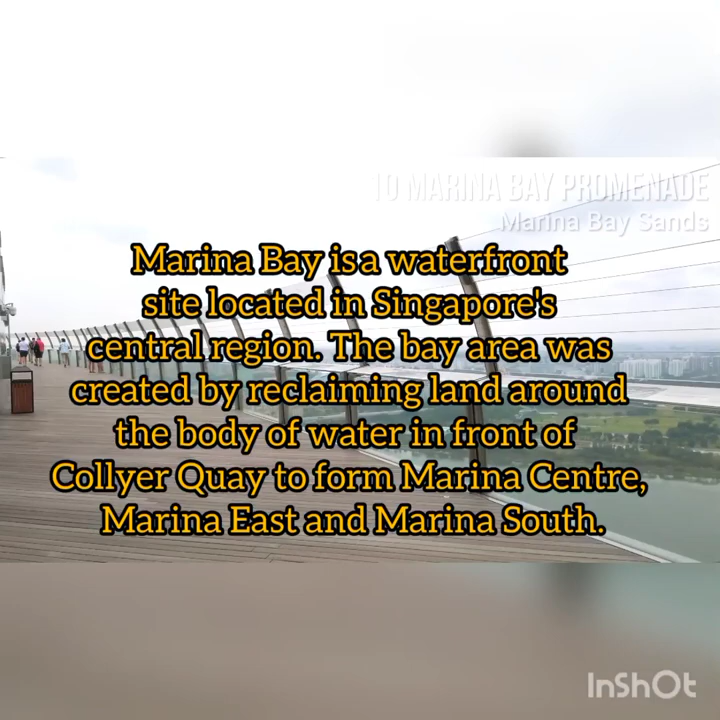 10 MARINA BAY PROMENADE
Marina Bay Sands
Marina Bay is a waterfront
site located in Singapore's
central region. The bay area was
created by reclaiming land around
the body of water in front of
Collyer Quay to form Marina Centre,
Marina East and Marina South.
InShOt